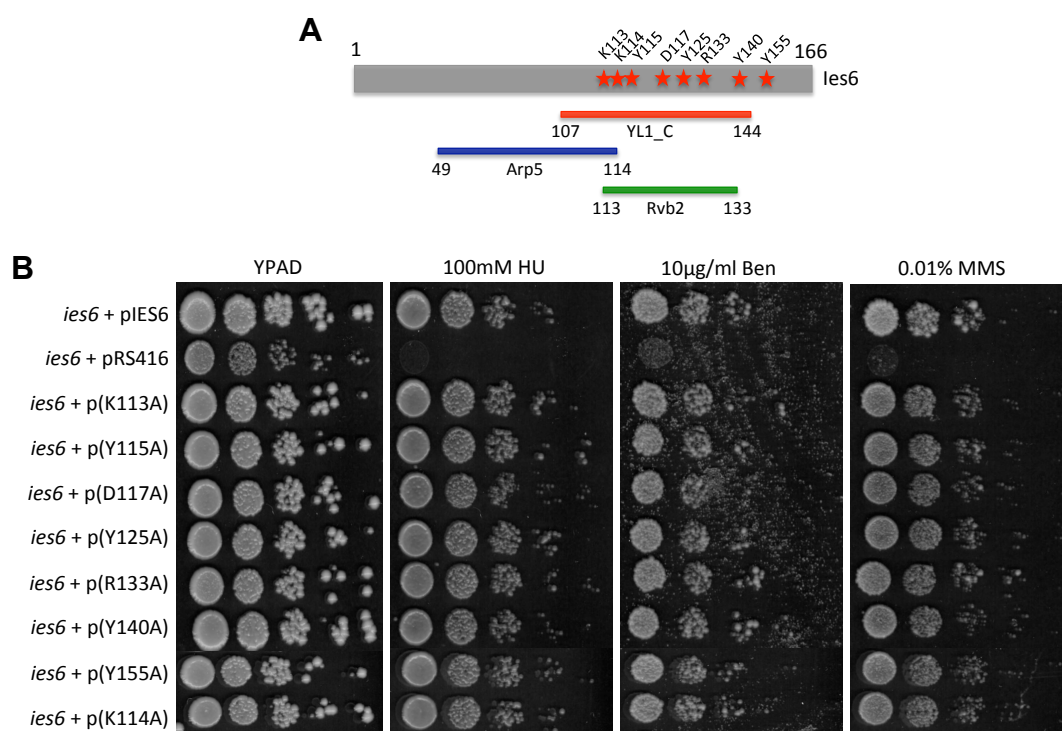 A
K113 K114 Y115 D117 Y125 R133 Y140 Y155
1 166
Ies6
107 YL1_C 144
49 Arp5 114
113 Rvb2 133
B
YPAD 100mM HU 10µg/ml Ben 0.01% MMS
ies6 + pIES6
ies6 + pRS416
ies6 + p(K113A)
ies6 + p(Y115A)
ies6 + p(D117A)
ies6 + p(Y125A)
ies6 + p(R133A)
ies6 + p(Y140A)
ies6 + p(Y155A)
ies6 + p(K114A)